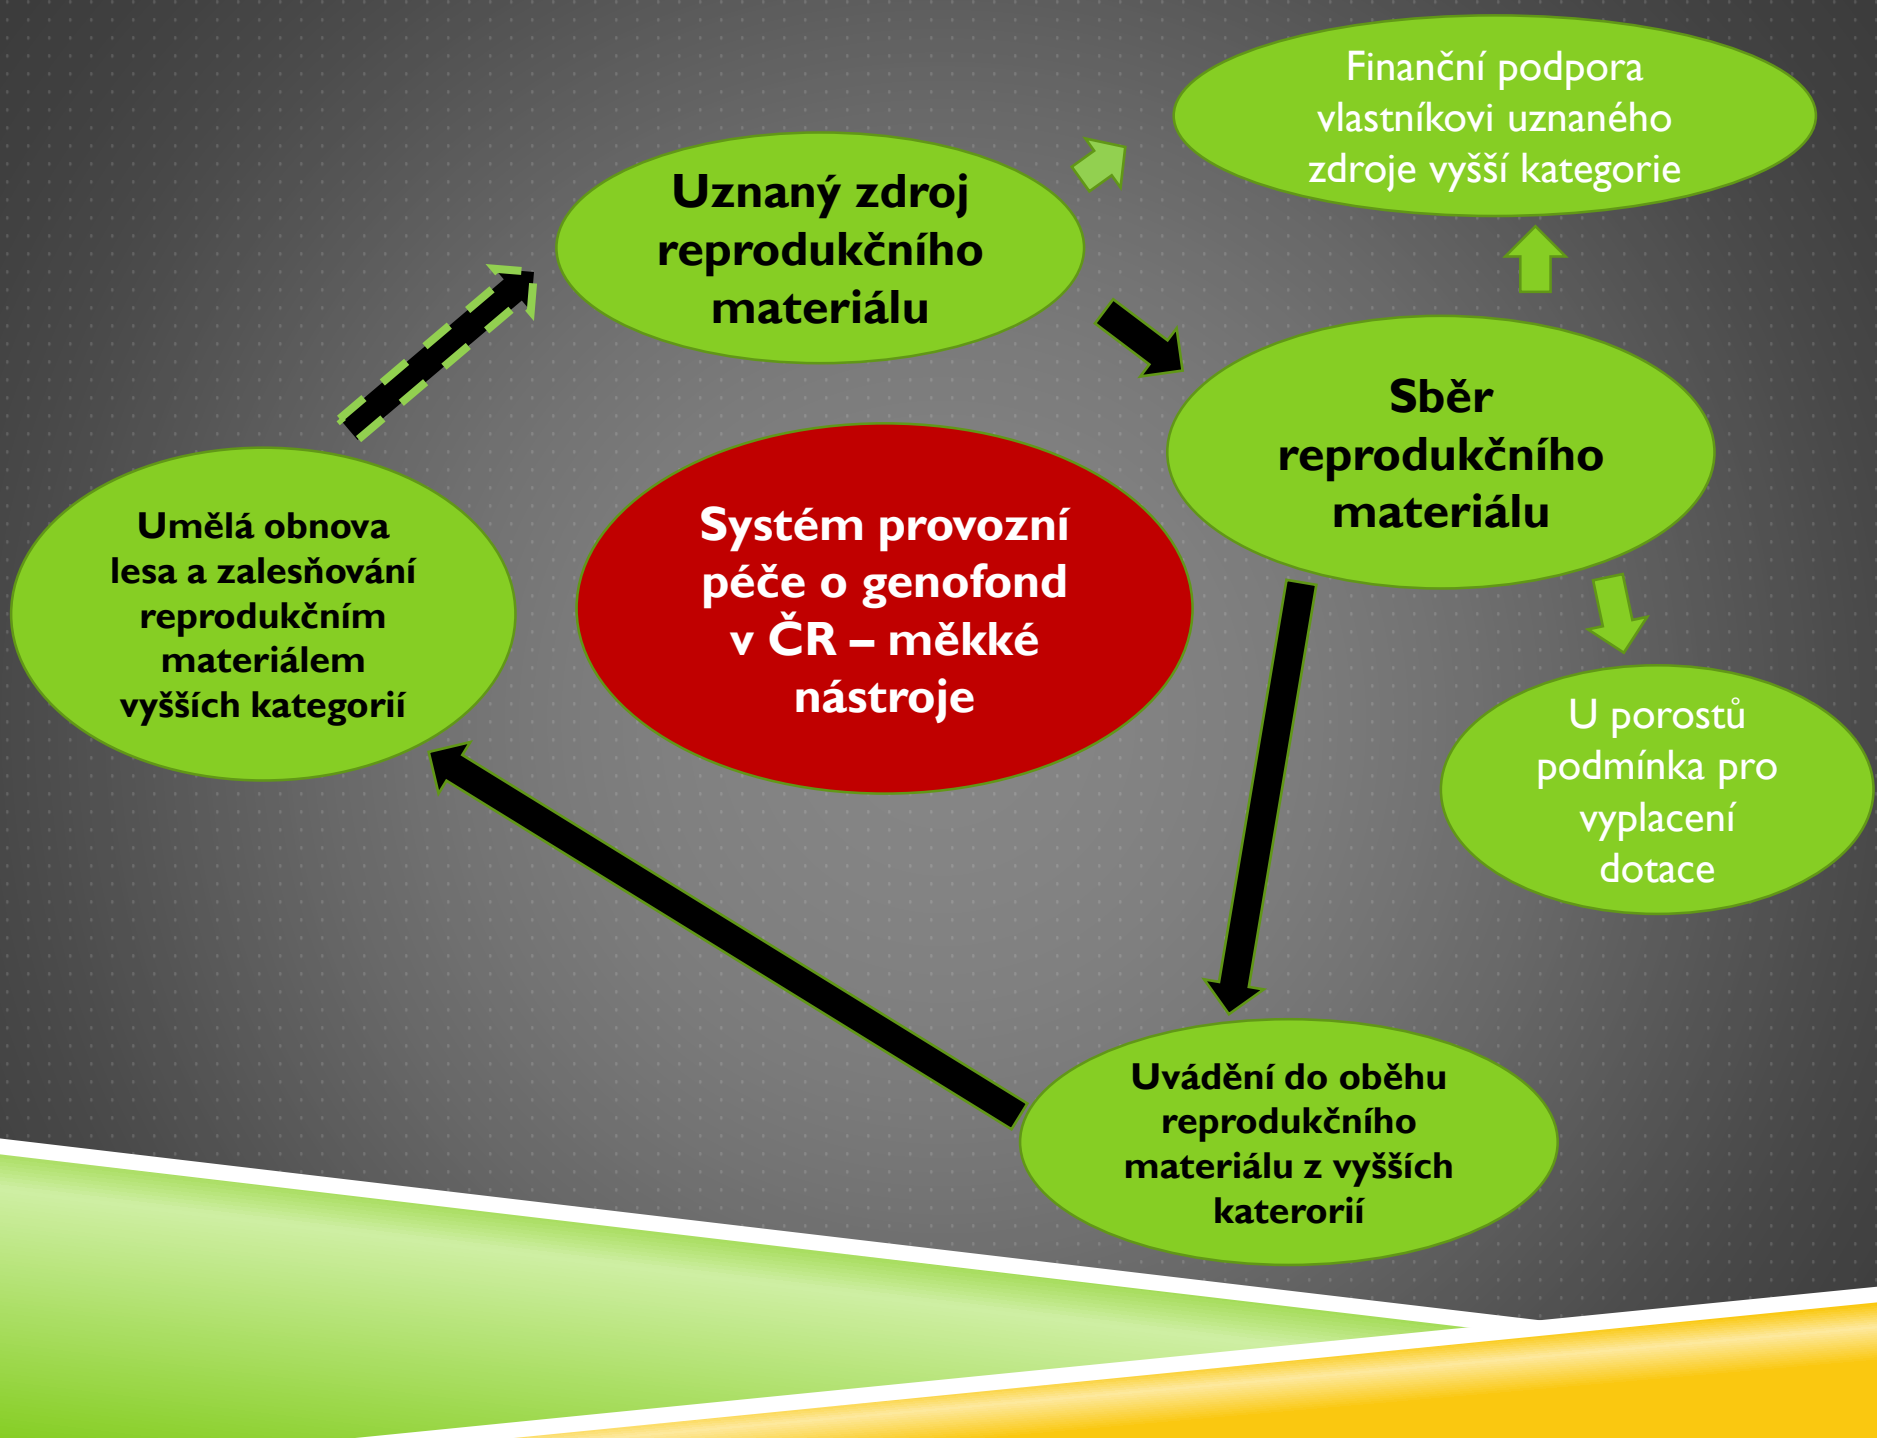 Finanční podpora
vlastníkovi uznaného
zdroje vyšší kategorie
Uznaný zdroj
reprodukčního
materiálu
Sběr
reprodukčního
materiálu
Umělá obnova
lesa a zalesňování
reprodukčním
materiálem
vyšších kategorií
Systém provozní
péče o genofond
v ČR – měkké
nástroje
U porostů
podmínka pro
vyplacení
dotace
Uvádění do oběhu
reprodukčního
materiálu z vyšších
katerorií